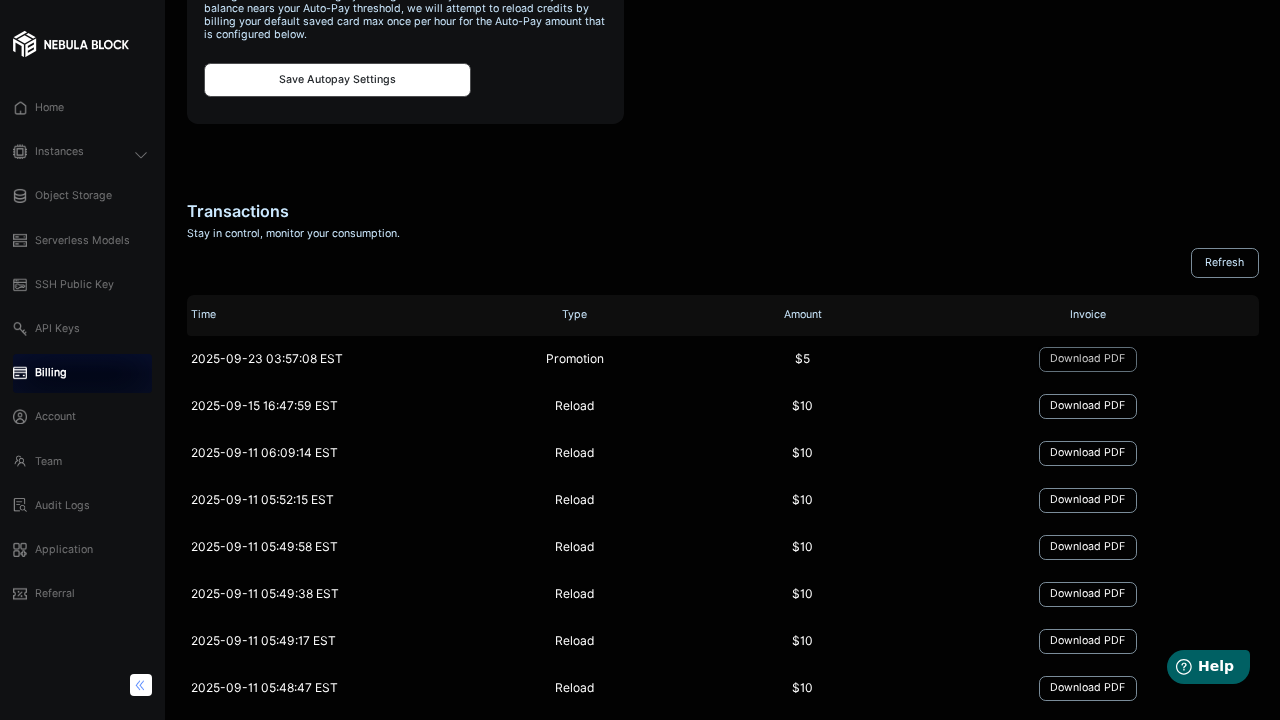 NEBULA BLOCK
Home
Instances
Object Storage
Serverless Models
SSH Public Key
API Keys
Billing
Account
Team
Audit Logs
Application
Referral
balance nears your Auto-Pay threshold, we will attempt to reload credits by
billing your default saved card max once per hour for the Auto-Pay amount that
is configured below.
Save Autopay Settings
Transactions
Stay in control, monitor your consumption.
Refresh
Time Type Amount Invoice
2025-09-23 03:57:08 EST Promotion $5 Download PDF
2025-09-15 16:47:59 EST Reload $10 Download PDF
2025-09-11 06:09:14 EST Reload $10 Download PDF
2025-09-11 05:52:15 EST Reload $10 Download PDF
2025-09-11 05:49:58 EST Reload $10 Download PDF
2025-09-11 05:49:38 EST Reload $10 Download PDF
2025-09-11 05:49:17 EST Reload $10 Download PDF
2025-09-11 05:48:47 EST Reload $10 Download PDF
Help